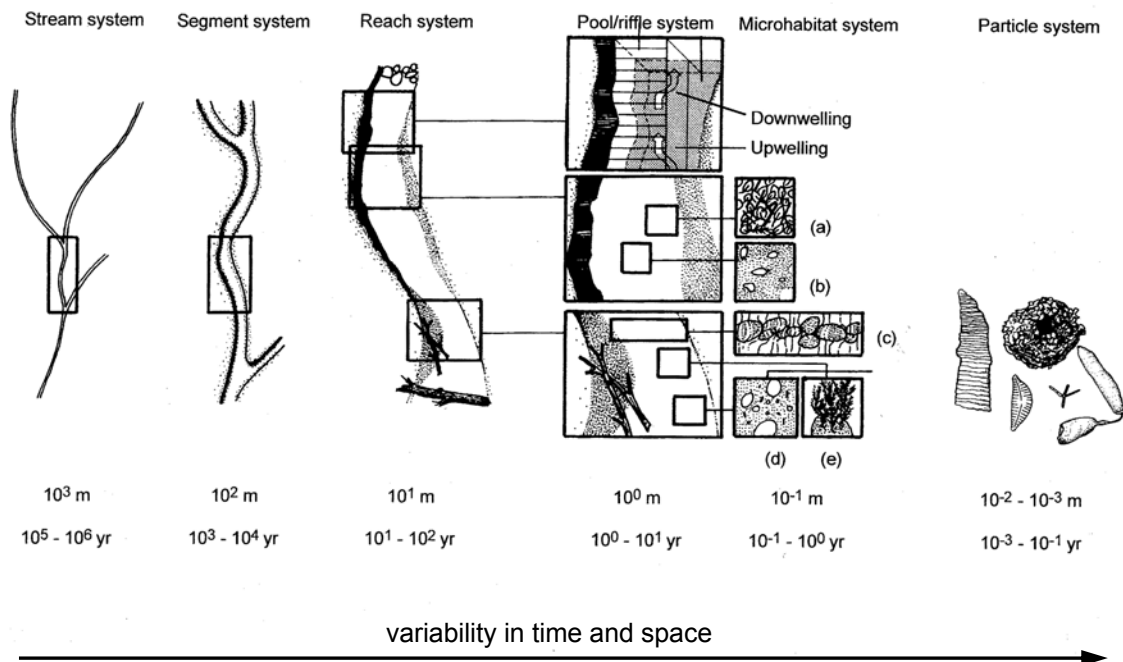 Stream system Segment system Reach system Pool/riffle system Microhabitat system Particle system
Downwelling
Upwelling
(a)
(b)
(c)
(d) (e)
10³ m 10² m 10¹ m 10⁰ m 10⁻¹ m 10⁻² - 10⁻³ m
10⁵ - 10⁶ yr 10³ - 10⁴ yr 10¹ - 10² yr 10⁰ - 10¹ yr 10⁻¹ - 10⁰ yr 10⁻³ - 10⁻¹ yr
variability in time and space